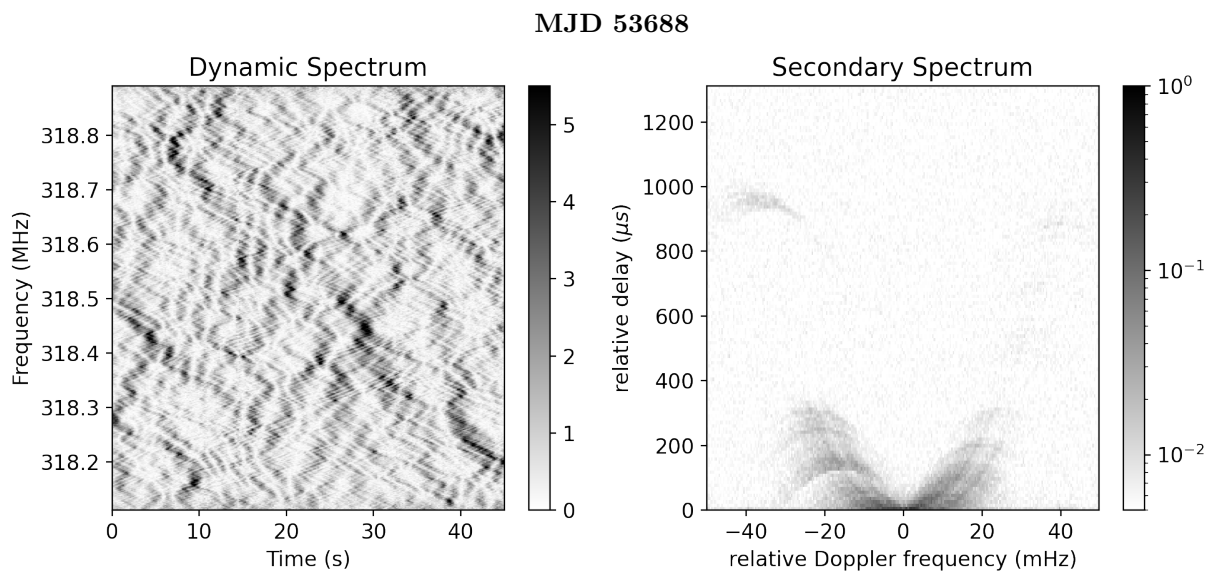 MJD 53688
Dynamic Spectrum
Frequency (MHz)
318.8
318.7
318.6
318.5
318.4
318.3
318.2
0 10 20 30 40
Time (s)
5
4
3
2
1
0
Secondary Spectrum
relative delay (μs)
1200
1000
800
600
400
200
0
−40 −20 0 20 40
relative Doppler frequency (mHz)
10⁰
10⁻¹
10⁻²